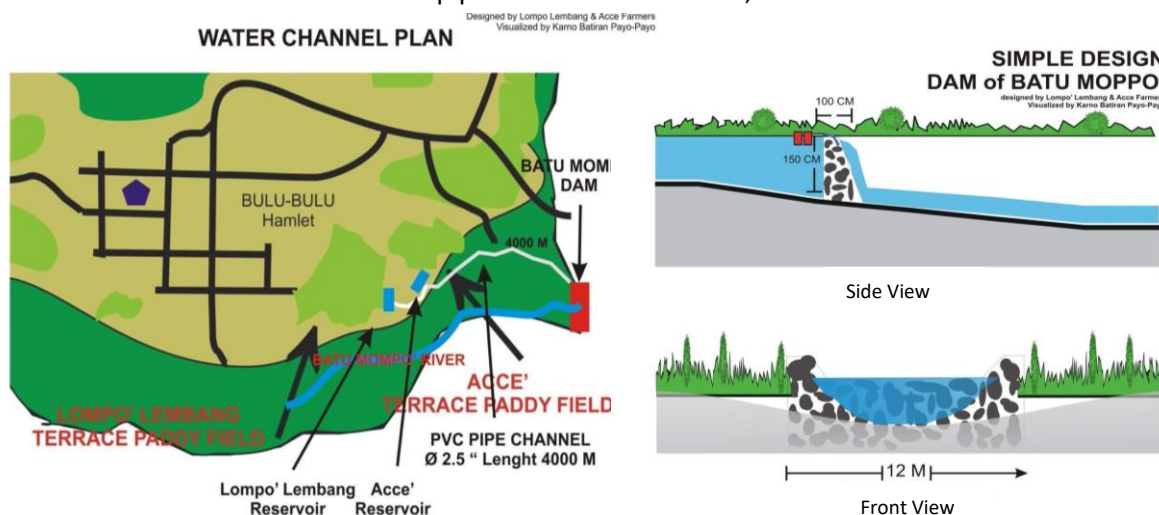 Designed by Lompo Lembang & Acce Farmers
Visualized by Karno Batiran Payo-Payo
WATER CHANNEL PLAN
BATU MOM
DAM
BULU-BULU
Hamlet
4000 M
BATU MOMPO' RIVER
ACCE'
TERRACE PADDY FIELD
LOMPO' LEMBANG
TERRACE PADDY FIELD
PVC PIPE CHANNEL
Ø 2.5 “ Lenght 4000 M
Lompo' Lembang
Reservoir
Acce'
Reservoir
SIMPLE DESIGN
DAM of BATU MOPPO
designed by Lompo' Lembang & Acce Farmers
Visualized by Karno Batiran Payo-Payo
100 CM
150 CM
Side View
12 M
Front View